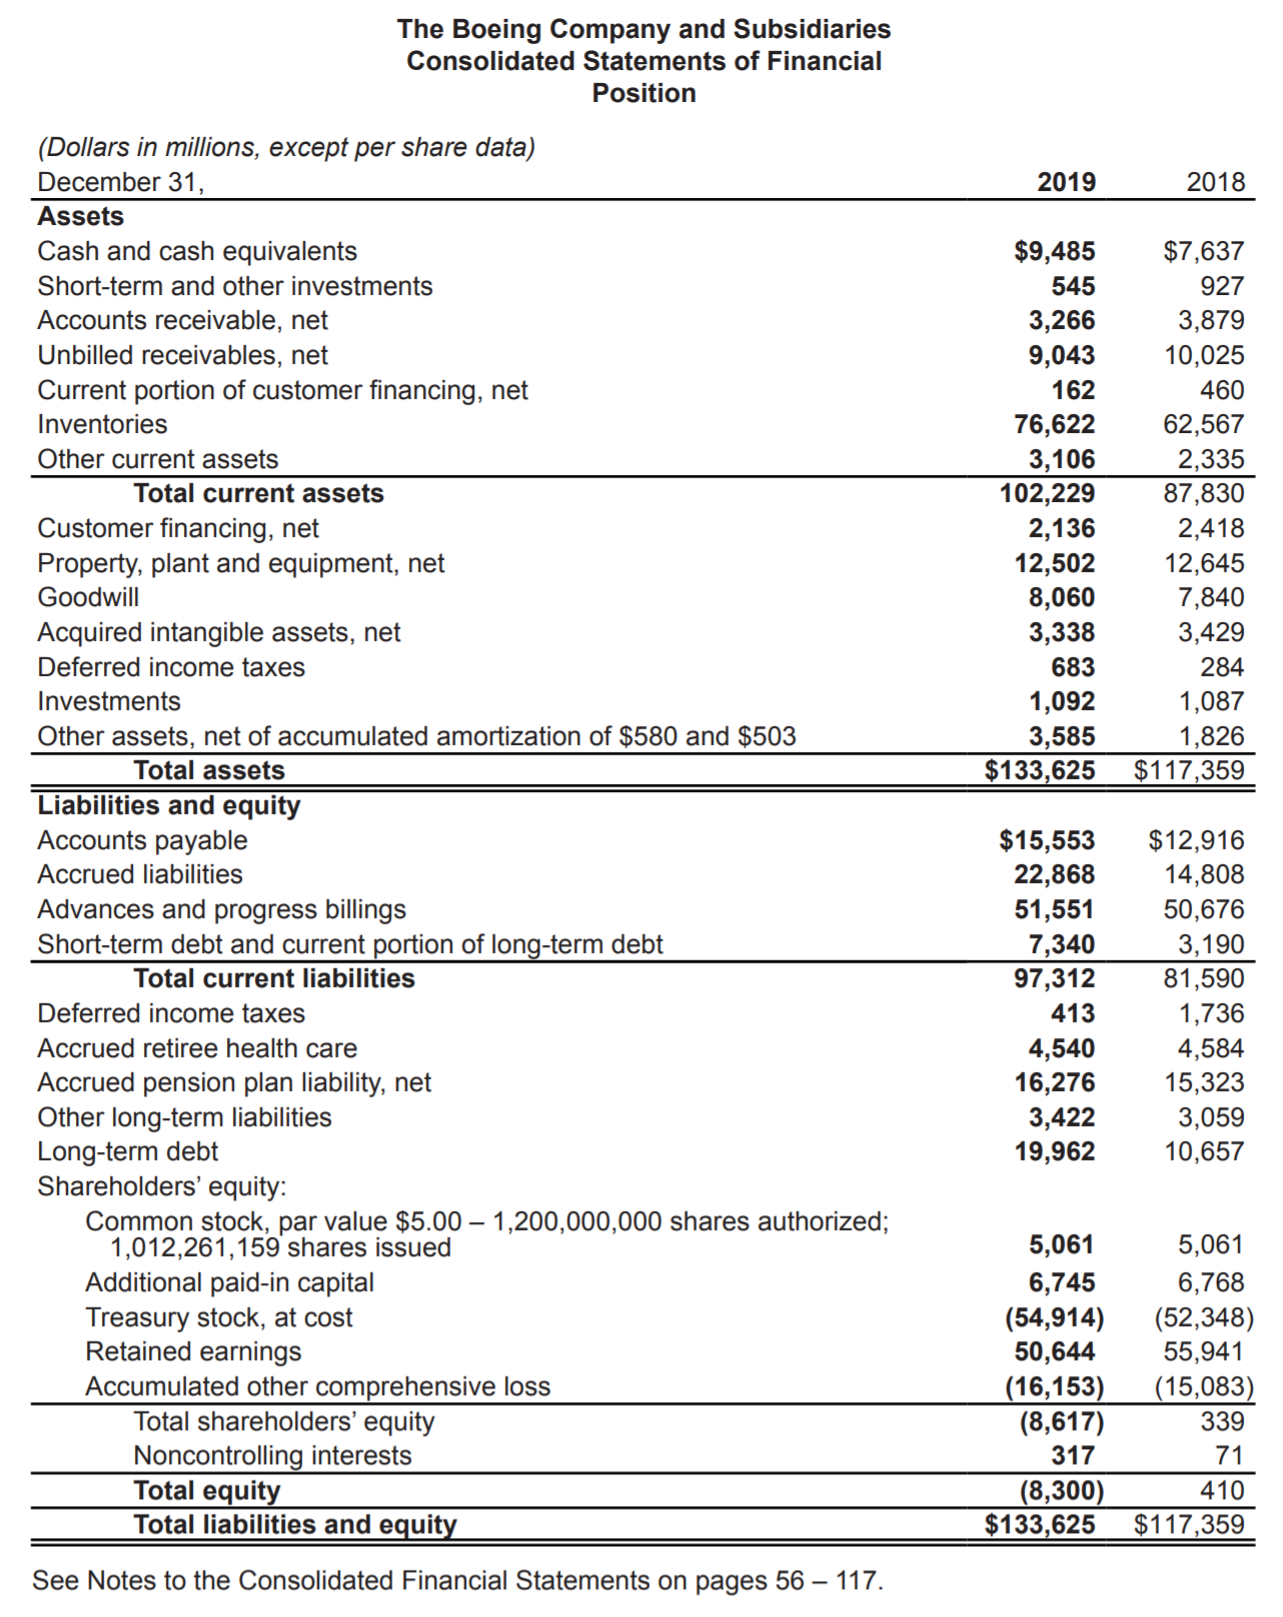 The Boeing Company and Subsidiaries
Consolidated Statements of Financial
Position
(Dollars in millions, except per share data)
December 31, 2019 2018
Assets
Cash and cash equivalents $9,485 $7,637
Short-term and other investments 545 927
Accounts receivable, net 3,266 3,879
Unbilled receivables, net 9,043 10,025
Current portion of customer financing, net 162 460
Inventories 76,622 62,567
Other current assets 3,106 2,335
Total current assets 102,229 87,830
Customer financing, net 2,136 2,418
Property, plant and equipment, net 12,502 12,645
Goodwill 8,060 7,840
Acquired intangible assets, net 3,338 3,429
Deferred income taxes 683 284
Investments 1,092 1,087
Other assets, net of accumulated amortization of $580 and $503 3,585 1,826
Total assets $133,625 $117,359
Liabilities and equity
Accounts payable $15,553 $12,916
Accrued liabilities 22,868 14,808
Advances and progress billings 51,551 50,676
Short-term debt and current portion of long-term debt 7,340 3,190
Total current liabilities 97,312 81,590
Deferred income taxes 413 1,736
Accrued retiree health care 4,540 4,584
Accrued pension plan liability, net 16,276 15,323
Other long-term liabilities 3,422 3,059
Long-term debt 19,962 10,657
Shareholders’ equity:
Common stock, par value $5.00 – 1,200,000,000 shares authorized;
1,012,261,159 shares issued 5,061 5,061
Additional paid-in capital 6,745 6,768
Treasury stock, at cost (54,914) (52,348)
Retained earnings 50,644 55,941
Accumulated other comprehensive loss (16,153) (15,083)
Total shareholders’ equity (8,617) 339
Noncontrolling interests 317 71
Total equity (8,300) 410
Total liabilities and equity $133,625 $117,359
See Notes to the Consolidated Financial Statements on pages 56 – 117.